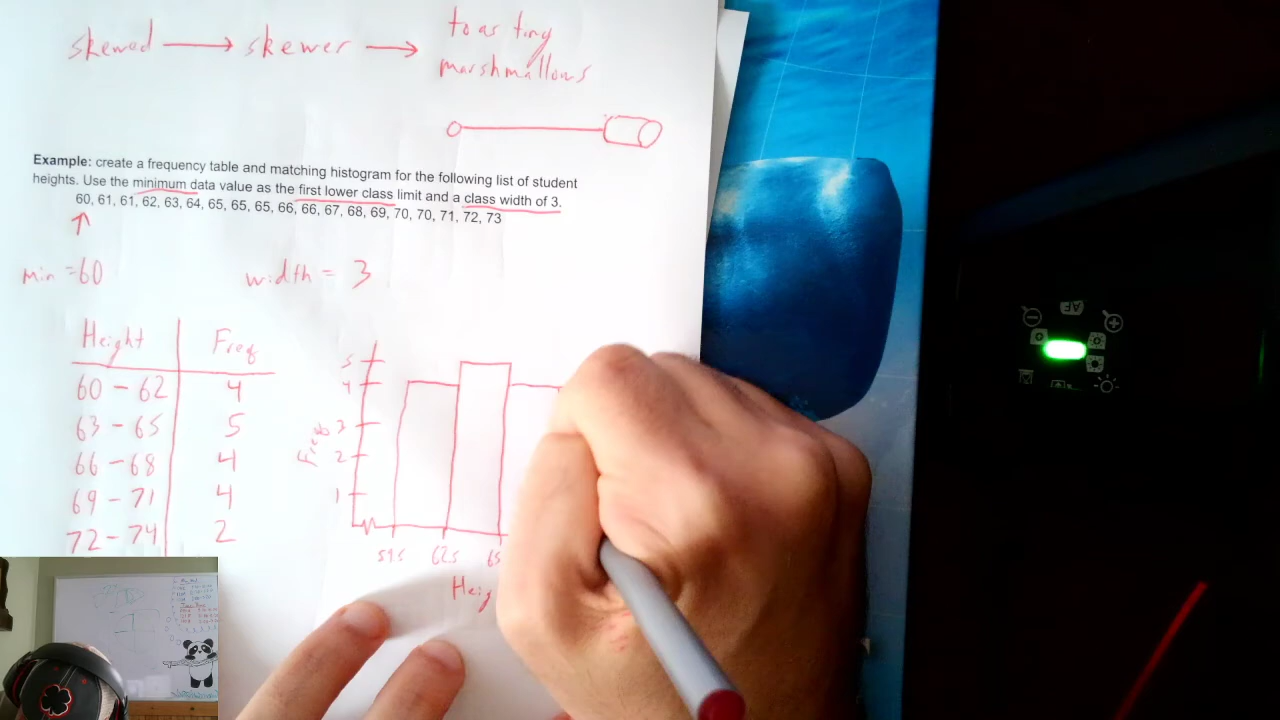 skewed → skewer → toasting
marshmallows
Example: create a frequency table and matching histogram for the following list of student
heights. Use the minimum data value as the first lower class limit and a class width of 3.
60, 61, 61, 62, 63, 64, 65, 65, 65, 66, 66, 67, 68, 69, 70, 70, 71, 72, 73
Min = 60
width = 3
Height Freq
60 - 62 4
63 - 65 5
66 - 68 4
69 - 71 4
72 - 74 2
Freq
5
4
3
2
1
59.5 62.5 65
Heig
AF